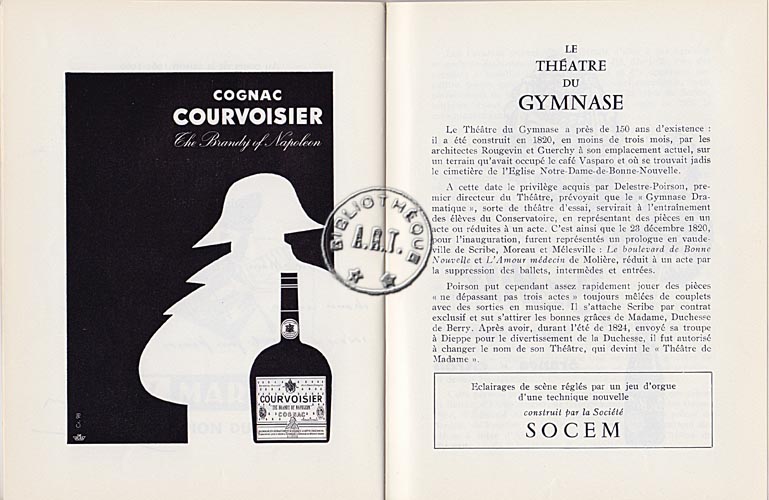 COGNAC
COURVOISIER
The Brandy of Napoleon
COURVOISIER
THE BRANDY OF NAPOLEON
COGNAC
BIBLIOTHÈQUE
A.R.T.
LE
THÉATRE
DU
GYMNASE
Le Théâtre du Gymnase a près de 150 ans d'existence :
il a été construit en 1820, en moins de trois mois, par les
architectes Rougevin et Guerchy à son emplacement actuel, sur
un terrain qu'avait occupé le café Vasparo et où se trouvait jadis
le cimetière de l'Eglise Notre-Dame-de-Bonne-Nouvelle.
A cette date le privilège acquis par Delestre-Poirson, pre-
mier directeur du Théâtre, prévoyait que le « Gymnase Dra-
matique », sorte de théâtre d'essai, servirait à l'entraînement
des élèves du Conservatoire, en représentant des pièces en un
acte ou réduites à un acte. C'est ainsi que le 23 décembre 1820,
pour l'inauguration, furent représentés un prologue en vaude-
ville de Scribe, Moreau et Mélesville : Le boulevard de Bonne
Nouvelle et L'Amour médecin de Molière, réduit à un acte par
la suppression des ballets, intermèdes et entrées.
Poirson put cependant assez rapidement jouer des pièces
« ne dépassant pas trois actes » toujours mêlées de couplets
avec des sorties en musique. Il s'attache Scribe par contrat
exclusif et sut s'attirer les bonnes grâces de Madame, Duchesse
de Berry. Après avoir, durant l'été de 1824, envoyé sa troupe
à Dieppe pour le divertissement de la Duchesse, il fut autorisé
à changer le nom de son Théâtre, qui devint le « Théâtre de
Madame ».
Eclairages de scène réglés par un jeu d'orgue
d'une technique nouvelle
construit par la Société
SOCEM